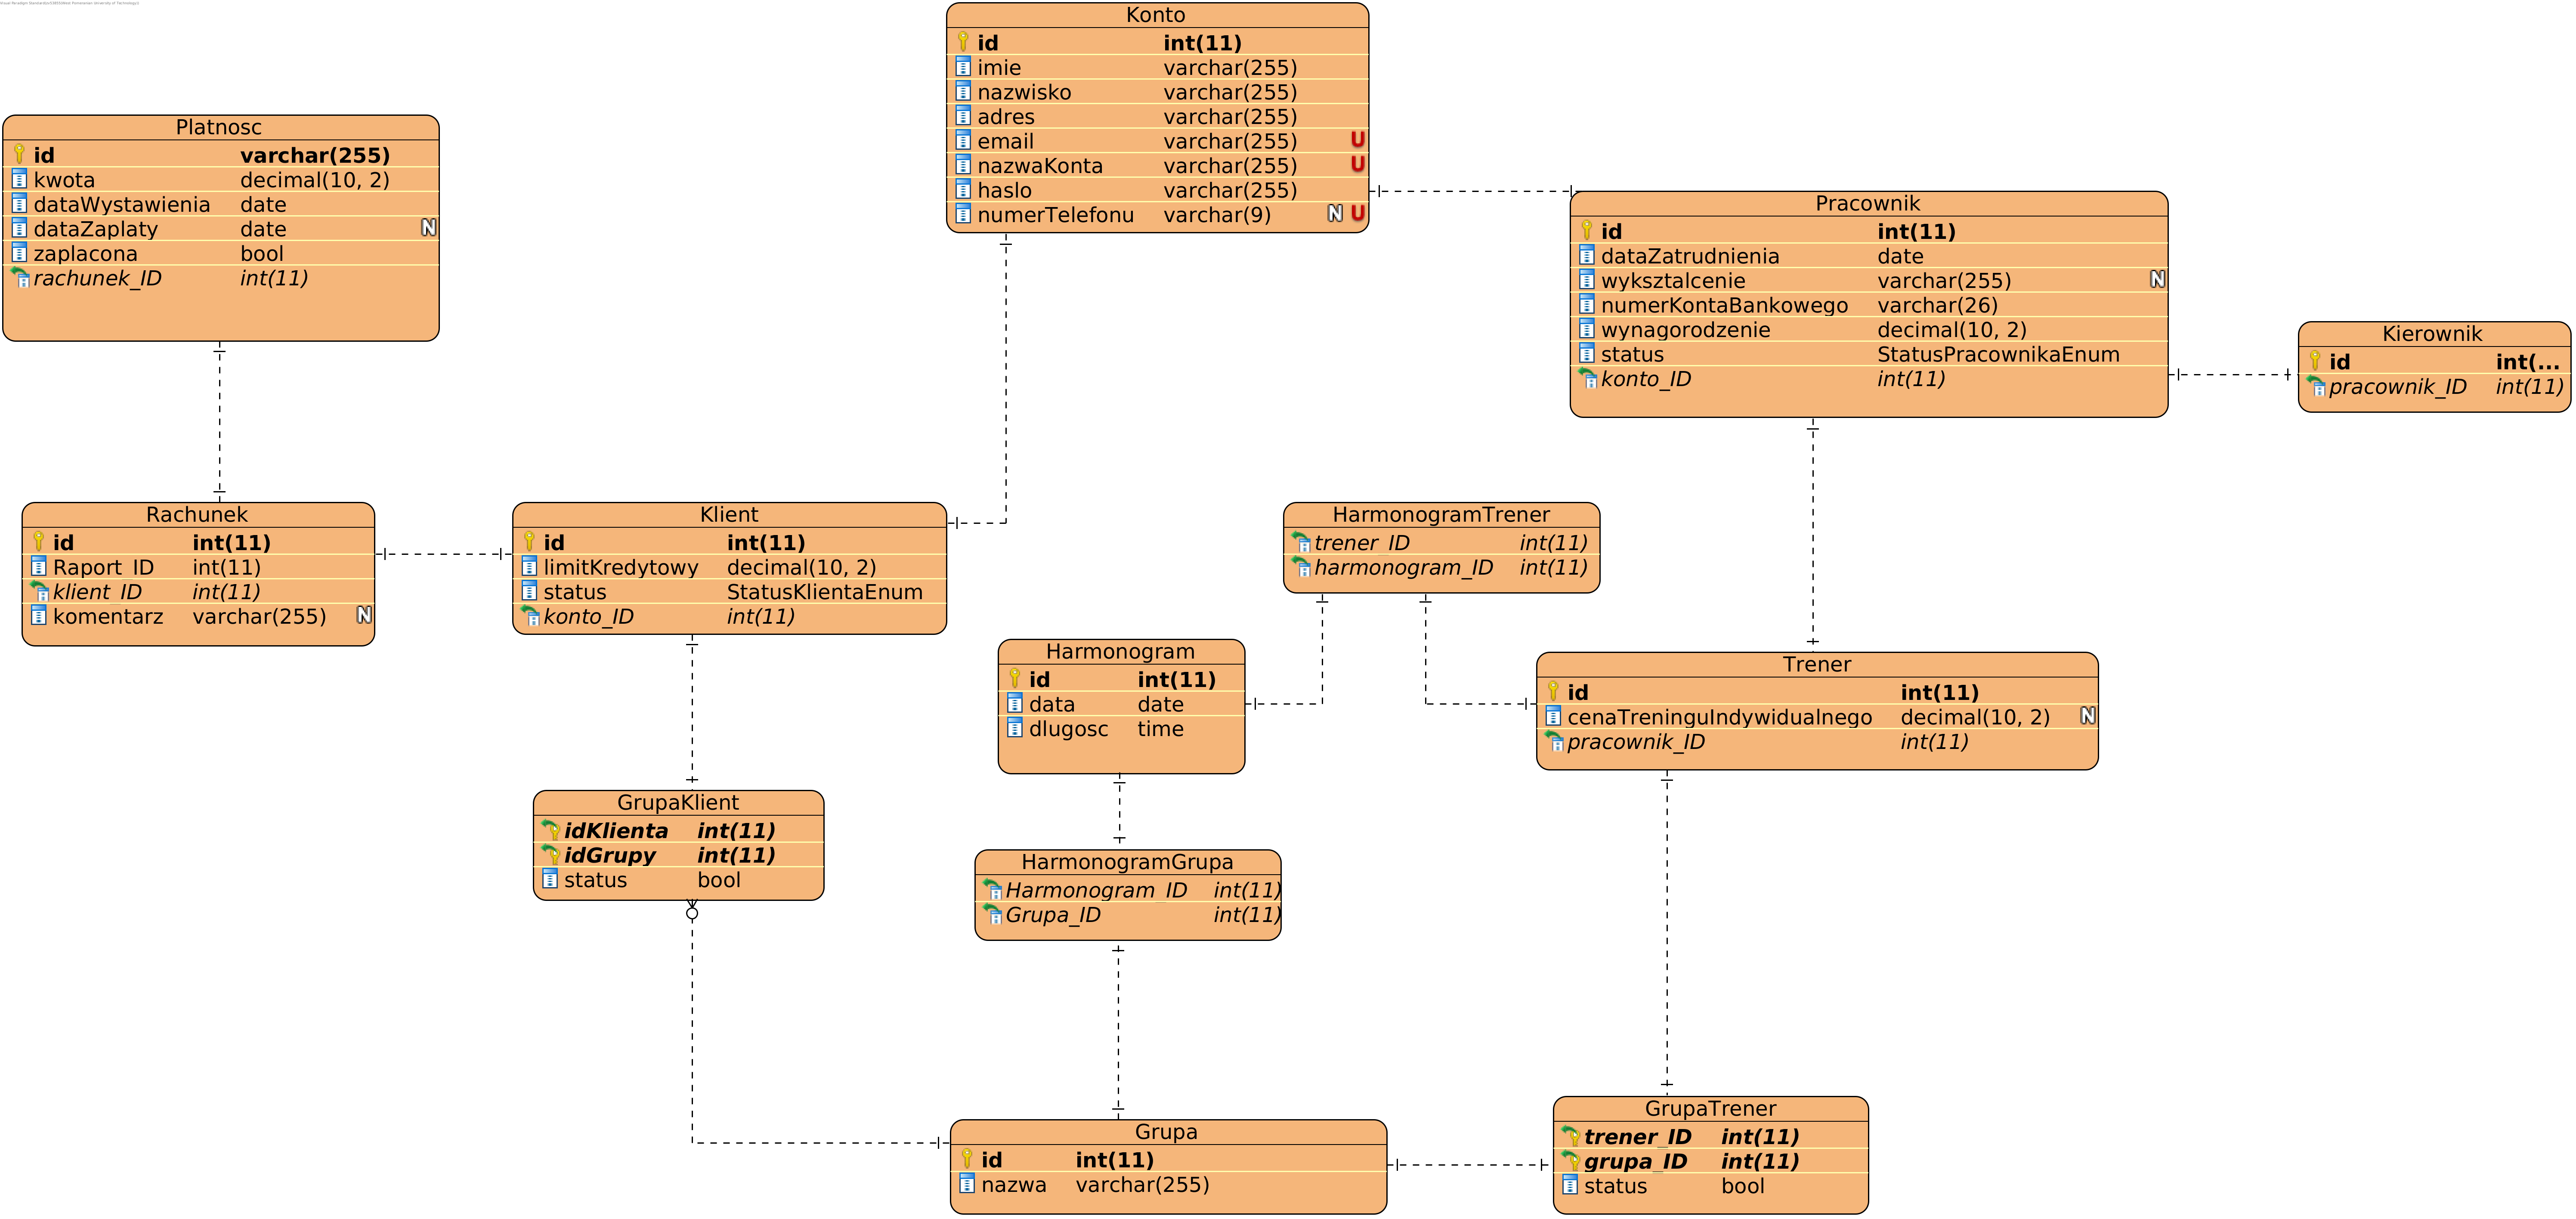 Konto
id int(11)
imie varchar(255)
nazwisko varchar(255)
adres varchar(255)
email varchar(255) U
nazwaKonta varchar(255) U
haslo varchar(255)
numerTelefonu varchar(9) N U
Platnosc
id varchar(255)
kwota decimal(10, 2)
dataWystawienia date
dataZaplaty date N
zaplacona bool
rachunek_ID int(11)
Pracownik
id int(11)
dataZatrudnienia date
wyksztalcenie varchar(255) N
numerKontaBankowego varchar(26)
wynagorodzenie decimal(10, 2)
status StatusPracownikaEnum
konto_ID int(11)
Kierownik
id int(...
pracownik_ID int(11)
Rachunek
id int(11)
Raport_ID int(11)
klient_ID int(11)
komentarz varchar(255) N
Klient
id int(11)
limitKredytowy decimal(10, 2)
status StatusKlientaEnum
konto_ID int(11)
HarmonogramTrener
trener_ID int(11)
harmonogram_ID int(11)
Harmonogram
id int(11)
data date
dlugosc time
Trener
id int(11)
cenaTreninguIndywidualnego decimal(10, 2) N
pracownik_ID int(11)
GrupaKlient
idKlienta int(11)
idGrupy int(11)
status bool
HarmonogramGrupa
Harmonogram_ID int(11)
Grupa_ID int(11)
Grupa
id int(11)
nazwa varchar(255)
GrupaTrener
trener_ID int(11)
grupa_ID int(11)
status bool